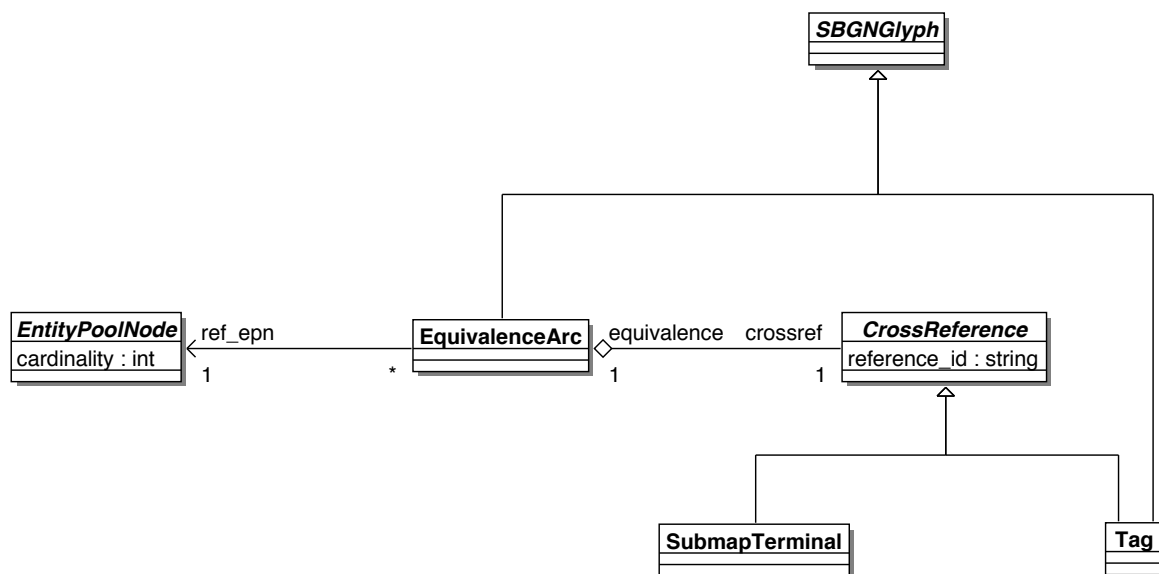 SBGNGlyph
EntityPoolNode
cardinality : int
ref_epn
1
*
EquivalenceArc
equivalence
crossref
1
1
CrossReference
reference_id : string
SubmapTerminal
Tag